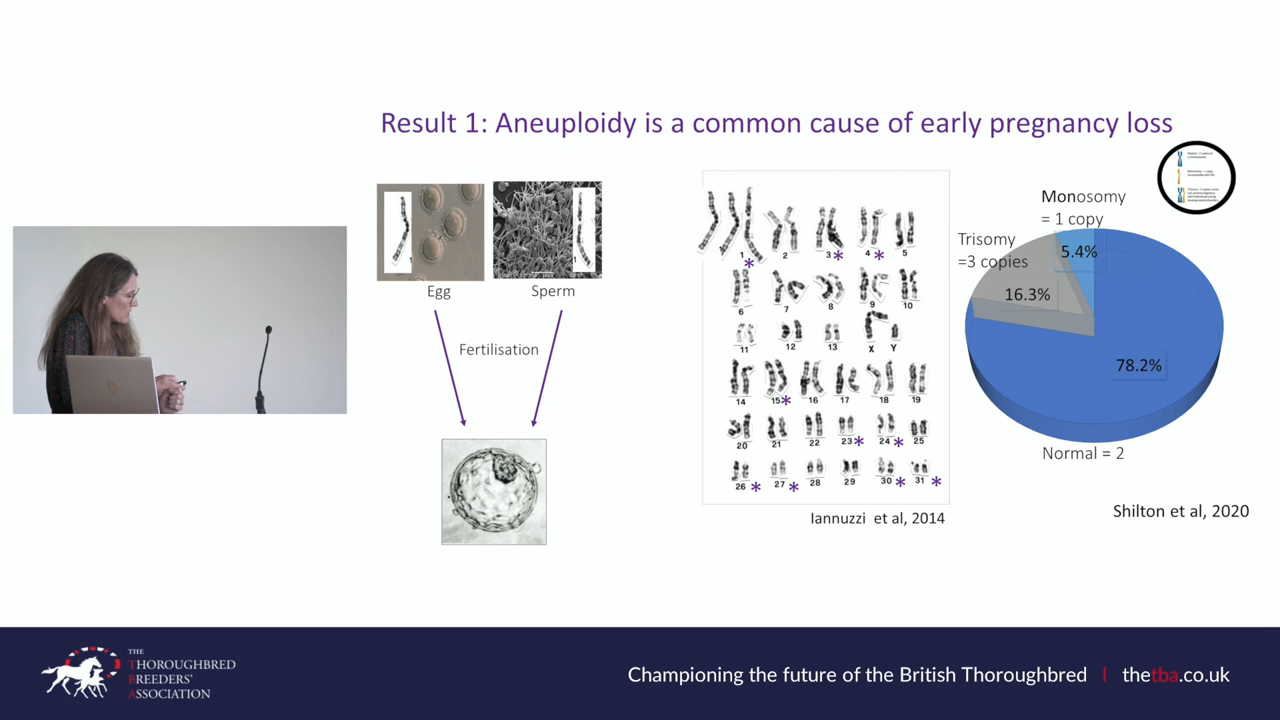 Result 1: Aneuploidy is a common cause of early pregnancy loss
Egg
Sperm
Fertilisation
1
*
2
3
*
4
*
5
6
7
8
9
10
11
12
13
X
Y
14
15
*
16
17
18
19
20
21
22
23
*
24
*
25
26
*
27
*
28
29
30
*
31
*
Iannuzzi et al, 2014
Monosomy
= 1 copy
Trisomy
=3 copies
5.4%
16.3%
78.2%
Normal = 2
Shilton et al, 2020
THE
THOROUGHBRED
BREEDERS'
ASSOCIATION
Championing the future of the British Thoroughbred | thetba.co.uk